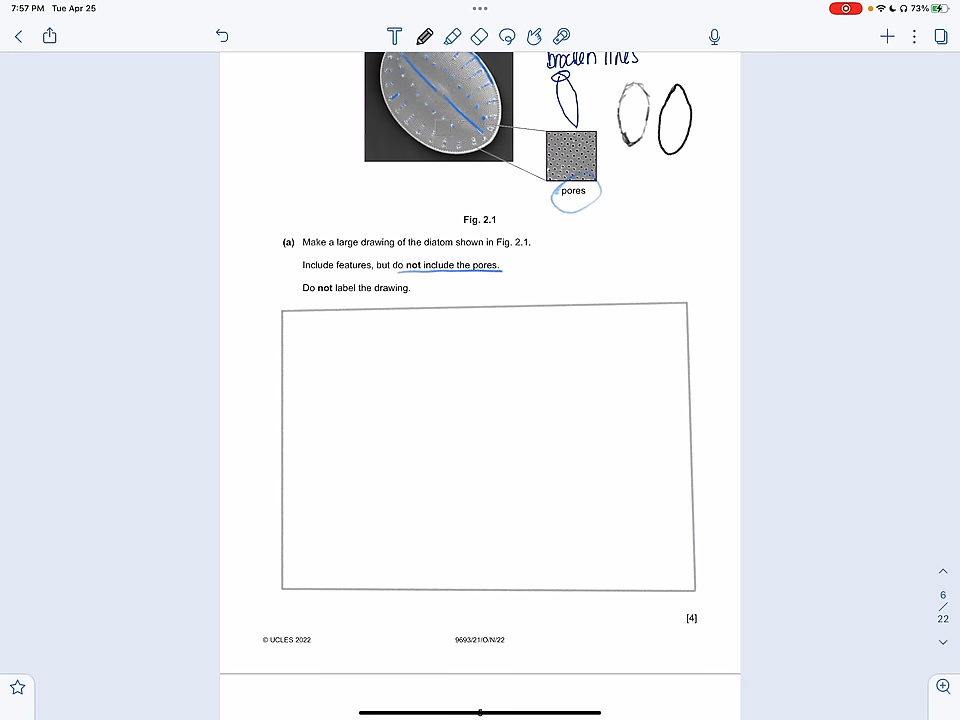 7:57 PM Tue Apr 25
73%
T
broken lines
pores
Fig. 2.1
(a) Make a large drawing of the diatom shown in Fig. 2.1.
Include features, but do not include the pores.
Do not label the drawing.
[4]
© UCLES 2022
9693/21/O/N/22
6
/
22